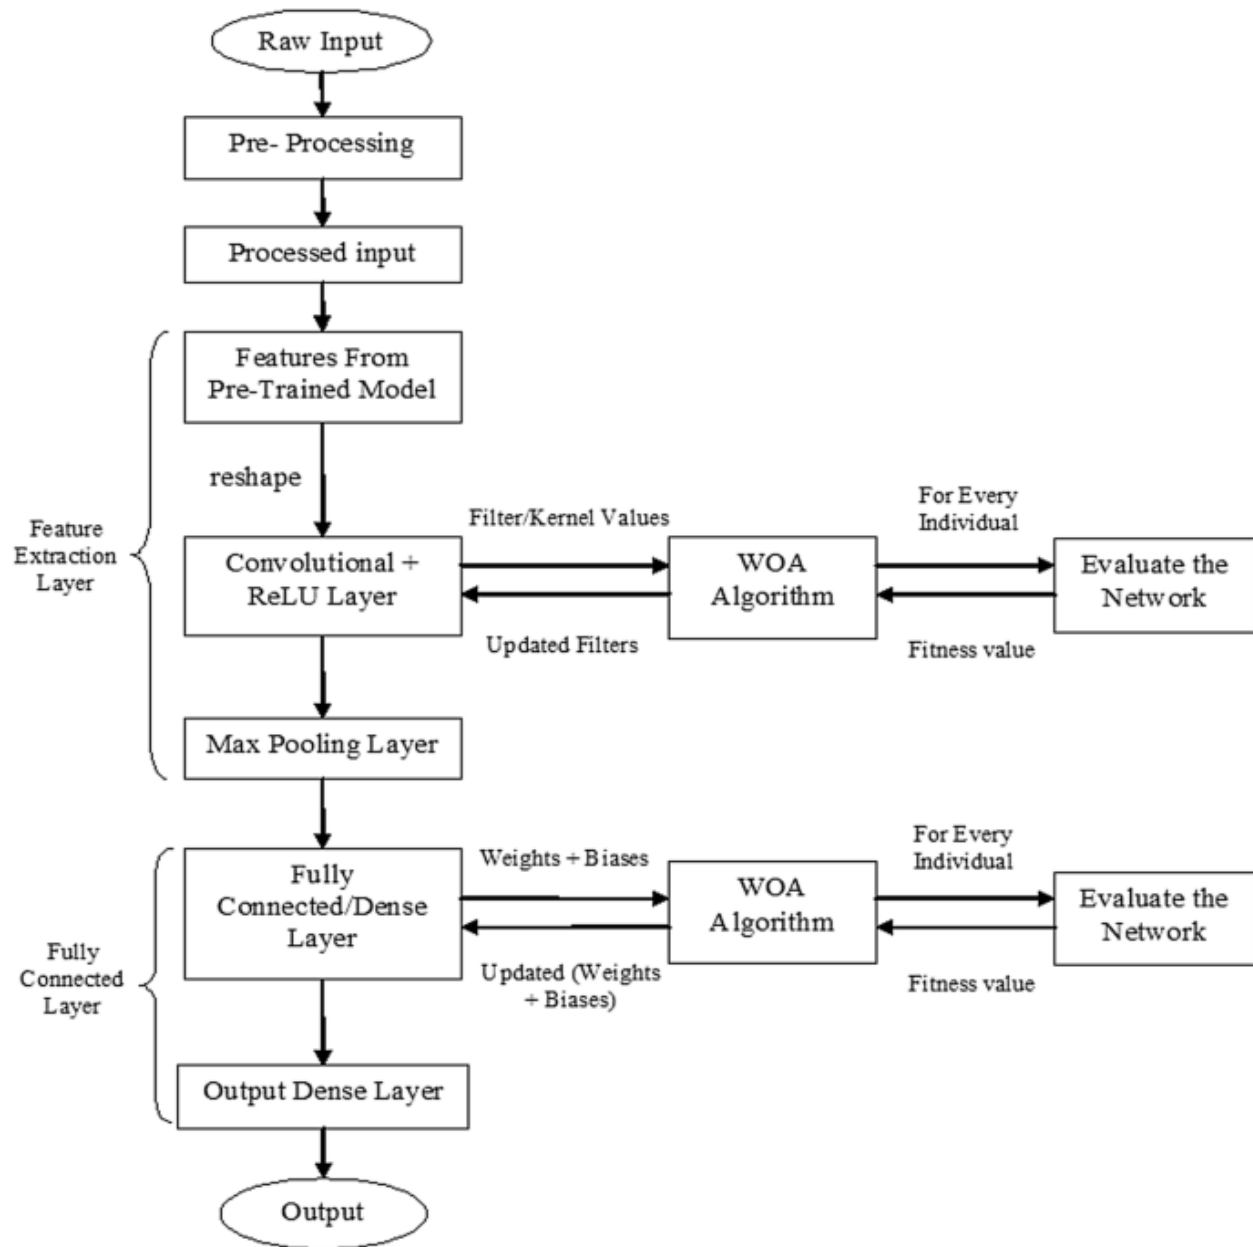 Raw Input
Pre- Processing
Processed input
Features From
Pre-Trained Model
reshape
Feature
Extraction
Layer
Convolutional +
ReLU Layer
Filter/Kernel Values
Updated Filters
WOA
Algorithm
For Every
Individual
Fitness value
Evaluate the
Network
Max Pooling Layer
Fully
Connected/Dense
Layer
Weights + Biases
Updated (Weights
+ Biases)
WOA
Algorithm
For Every
Individual
Fitness value
Evaluate the
Network
Fully
Connected
Layer
Output Dense Layer
Output